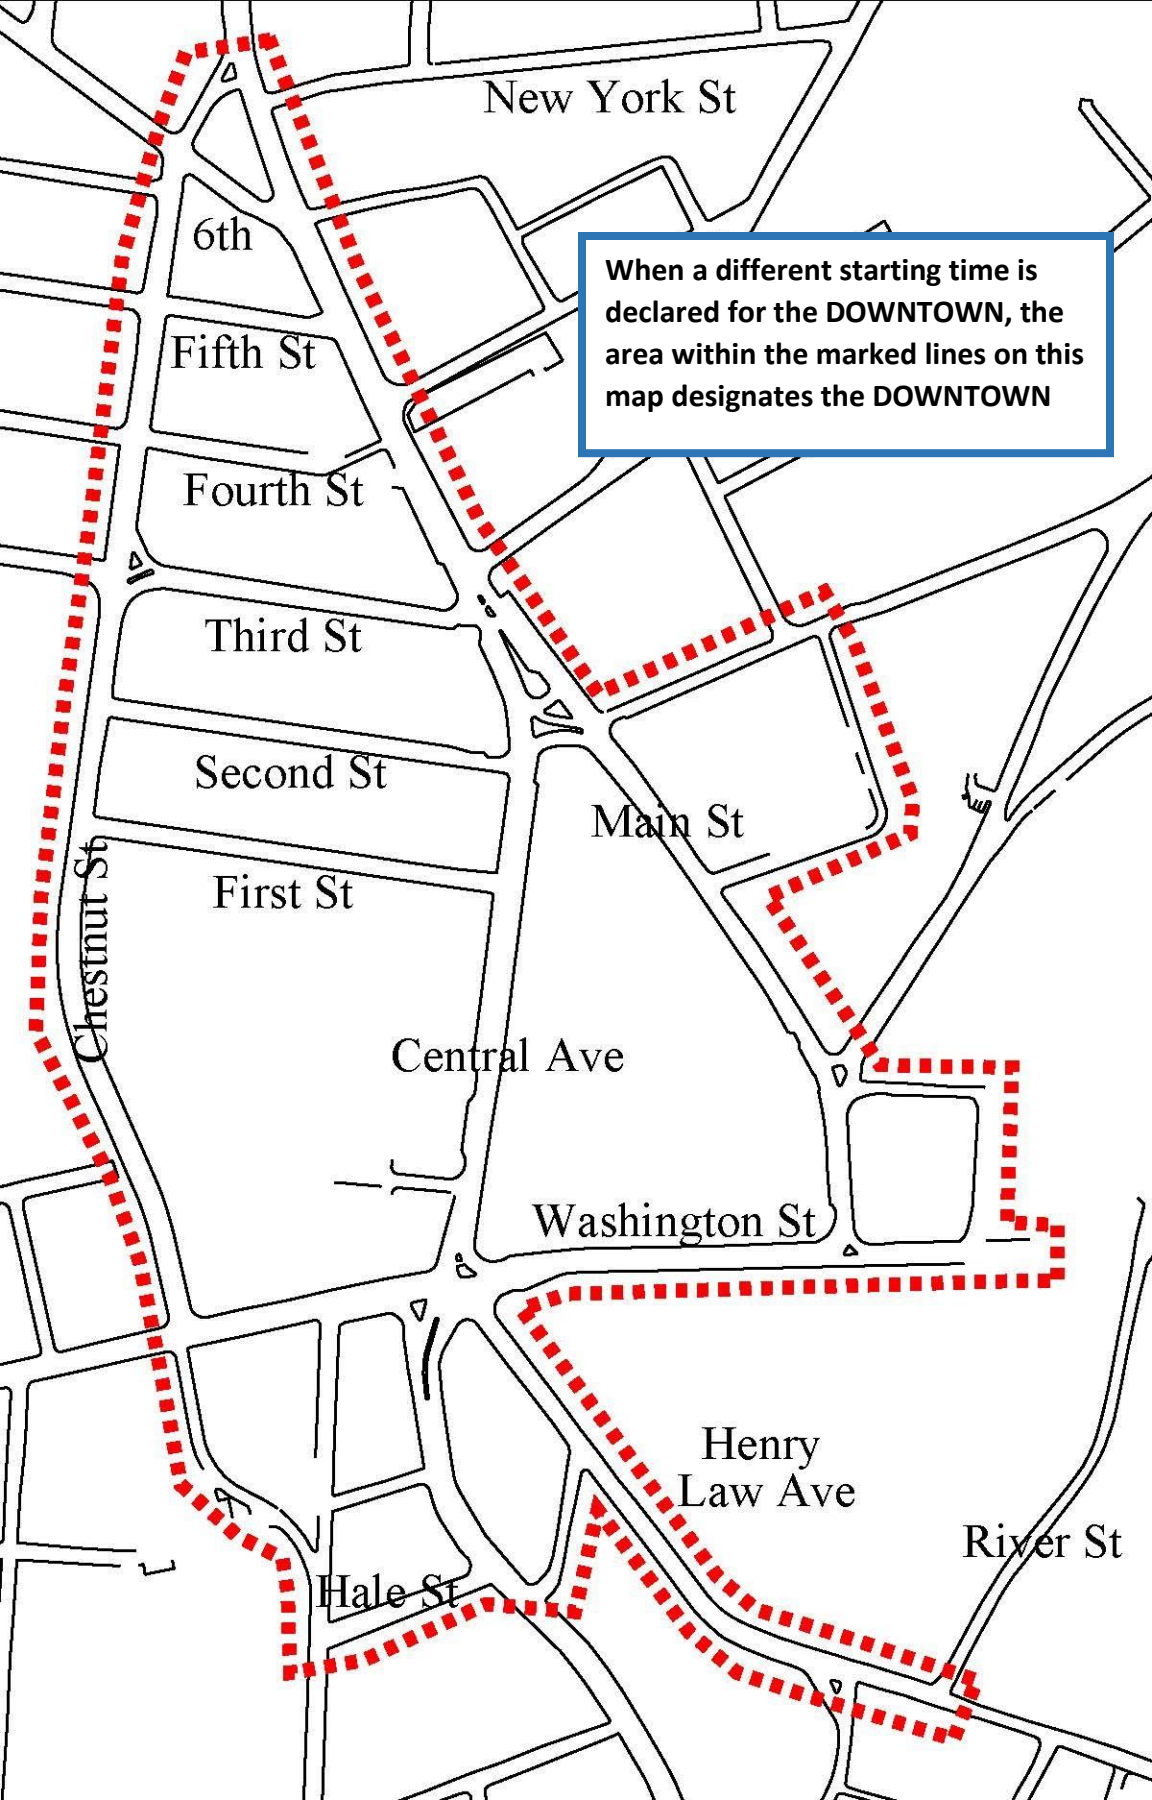 New York St
6th
When a different starting time is
declared for the DOWNTOWN, the
area within the marked lines on this
map designates the DOWNTOWN
Fifth St
Fourth St
Third St
Second St
Main St
First St
Chestnut St
Central Ave
Washington St
Henry
Law Ave
River St
Hale St